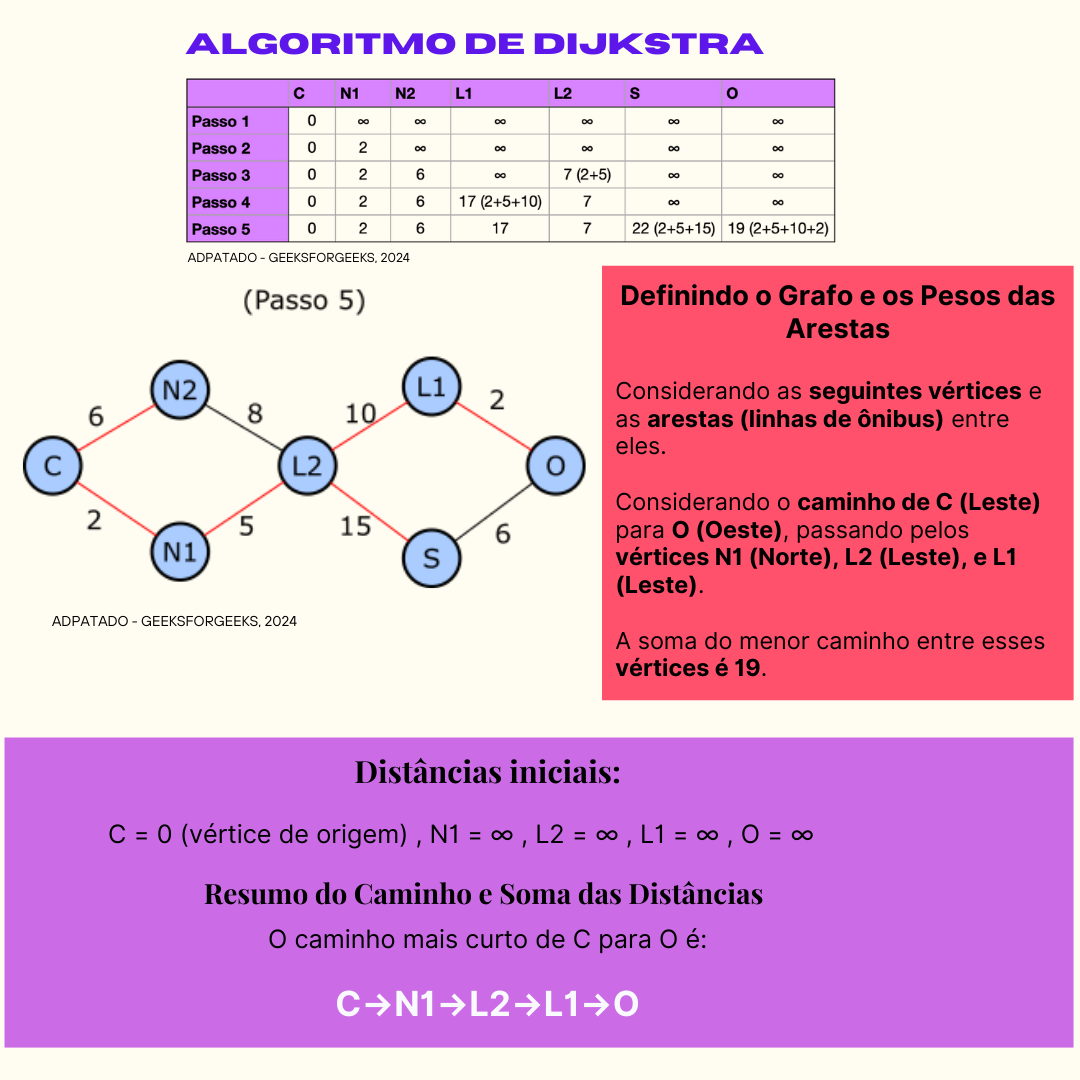 ALGORITMO DE DIJKSTRA
C N1 N2 L1 L2 S O
Passo 1 0 ∞ ∞ ∞ ∞ ∞ ∞
Passo 2 0 2 ∞ ∞ ∞ ∞ ∞
Passo 3 0 2 6 ∞ 7 (2+5) ∞ ∞
Passo 4 0 2 6 17 (2+5+10) 7 ∞ ∞
Passo 5 0 2 6 17 7 22 (2+5+15) 19 (2+5+10+2)
ADPATADO - GEEKSFORGEEKS, 2024
(Passo 5)
N2 L1
6 8 10 2
C L2 O
2 5 15 6
N1 S
ADPATADO - GEEKSFORGEEKS, 2024
Definindo o Grafo e os Pesos das
Arestas
Considerando as seguintes vértices e
as arestas (linhas de ônibus) entre
eles.
Considerando o caminho de C (Leste)
para O (Oeste), passando pelos
vértices N1 (Norte), L2 (Leste), e L1
(Leste).
A soma do menor caminho entre esses
vértices é 19.
Distâncias iniciais:
C = 0 (vértice de origem) , N1 = ∞ , L2 = ∞ , L1 = ∞ , O = ∞
Resumo do Caminho e Soma das Distâncias
O caminho mais curto de C para O é:
C→N1→L2→L1→O